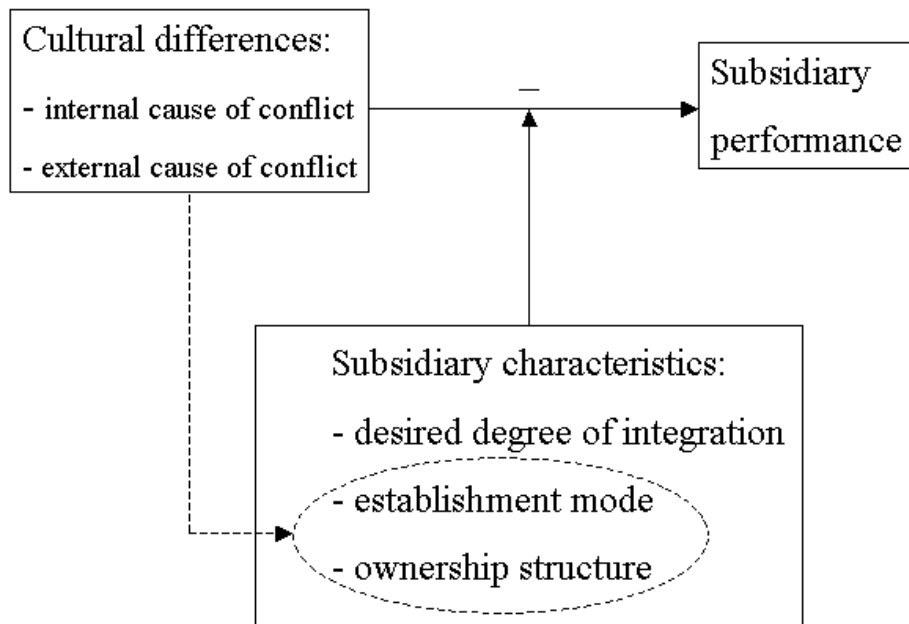 Cultural differences:
- internal cause of conflict
- external cause of conflict
–
Subsidiary
performance
Subsidiary characteristics:
- desired degree of integration
- establishment mode
- ownership structure